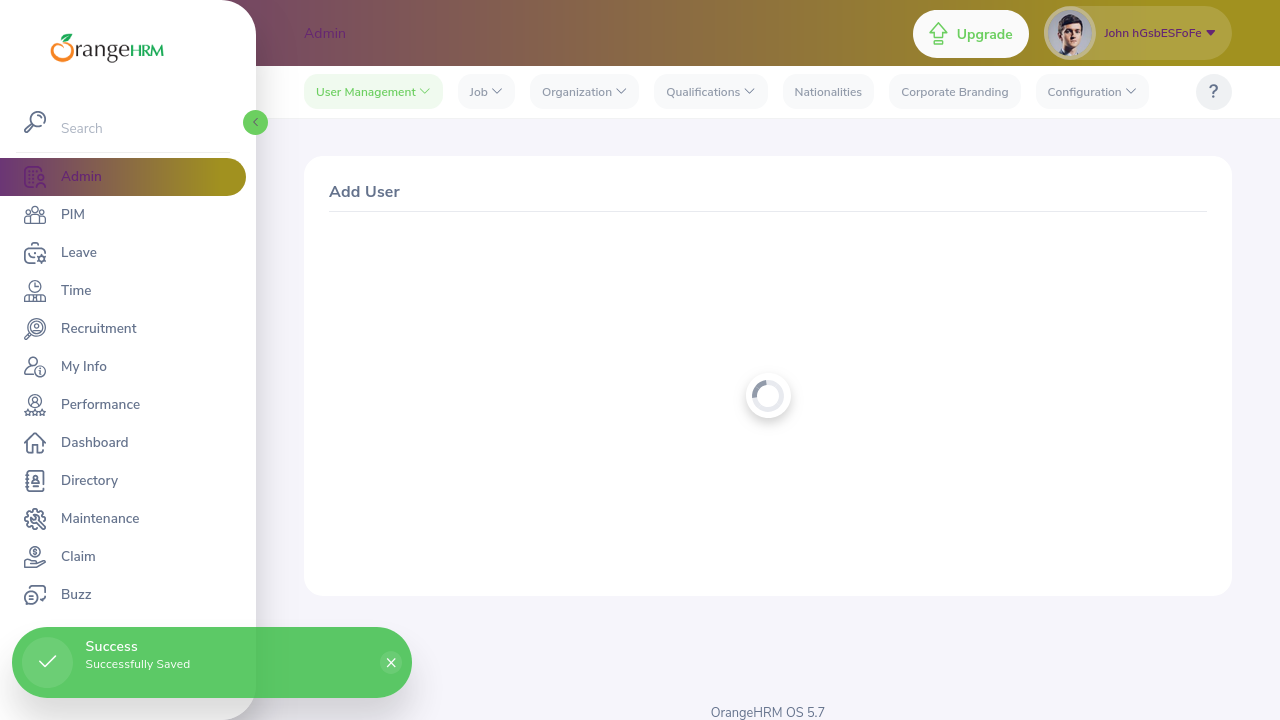 OrangeHRM
Admin
Upgrade
John hGsbESFoFe
User Management
Job
Organization
Qualifications
Nationalities
Corporate Branding
Configuration
?
Search
Admin
PIM
Leave
Time
Recruitment
My Info
Performance
Dashboard
Directory
Maintenance
Claim
Buzz
Add User
Success
Successfully Saved
OrangeHRM OS 5.7